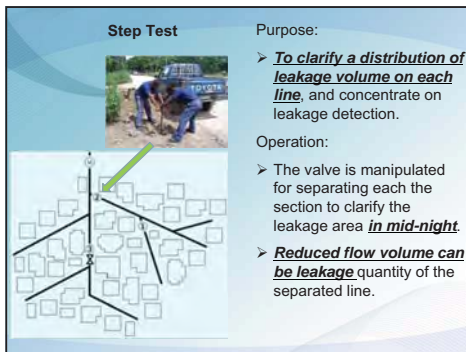 Step Test
TOYOTA
Purpose:
➢ To clarify a distribution of
leakage volume on each
line, and concentrate on
leakage detection.
Operation:
➢ The valve is manipulated
for separating each the
section to clarify the
leakage area in mid-night.
➢ Reduced flow volume can
be leakage quantity of the
separated line.